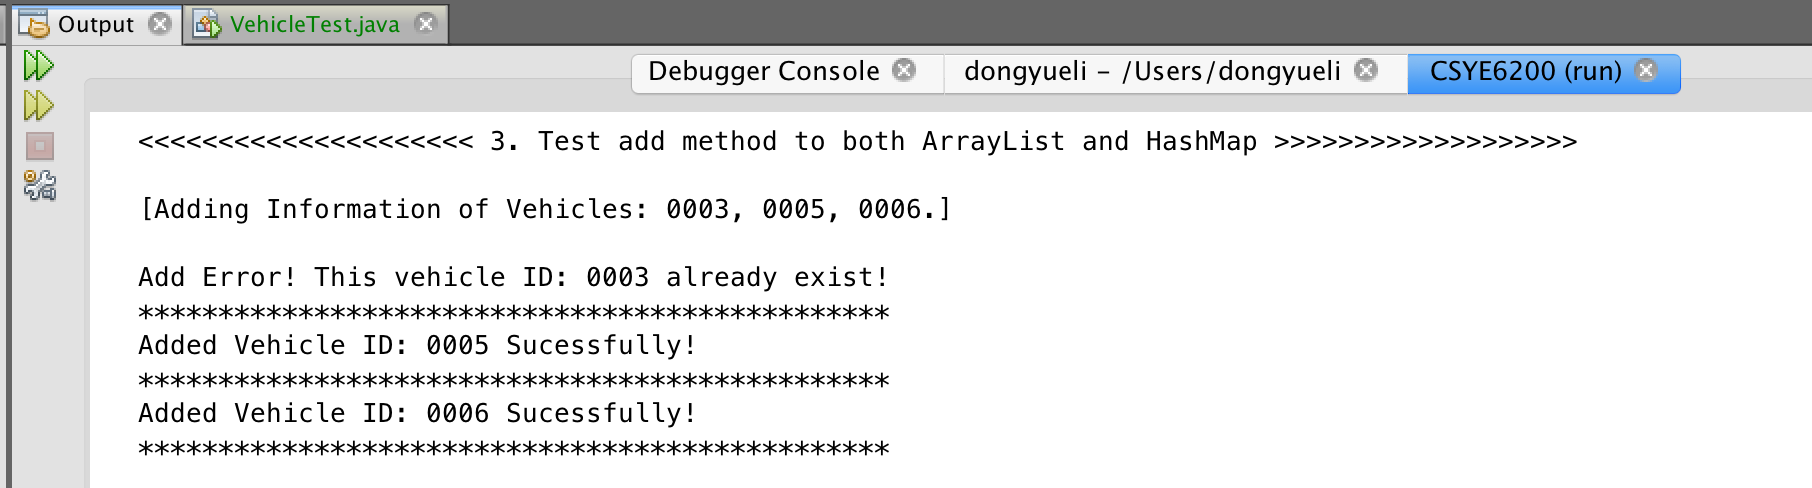 Output VehicleTest.java
Debugger Console dongyueli – /Users/dongyueli CSYE6200 (run)
<<<<<<<<<<<<<<<<<<<<< 3. Test add method to both ArrayList and HashMap >>>>>>>>>>>>>>>>>>>
[Adding Information of Vehicles: 0003, 0005, 0006.]
Add Error! This vehicle ID: 0003 already exist!
***********************************************
Added Vehicle ID: 0005 Sucessfully!
***********************************************
Added Vehicle ID: 0006 Sucessfully!
***********************************************